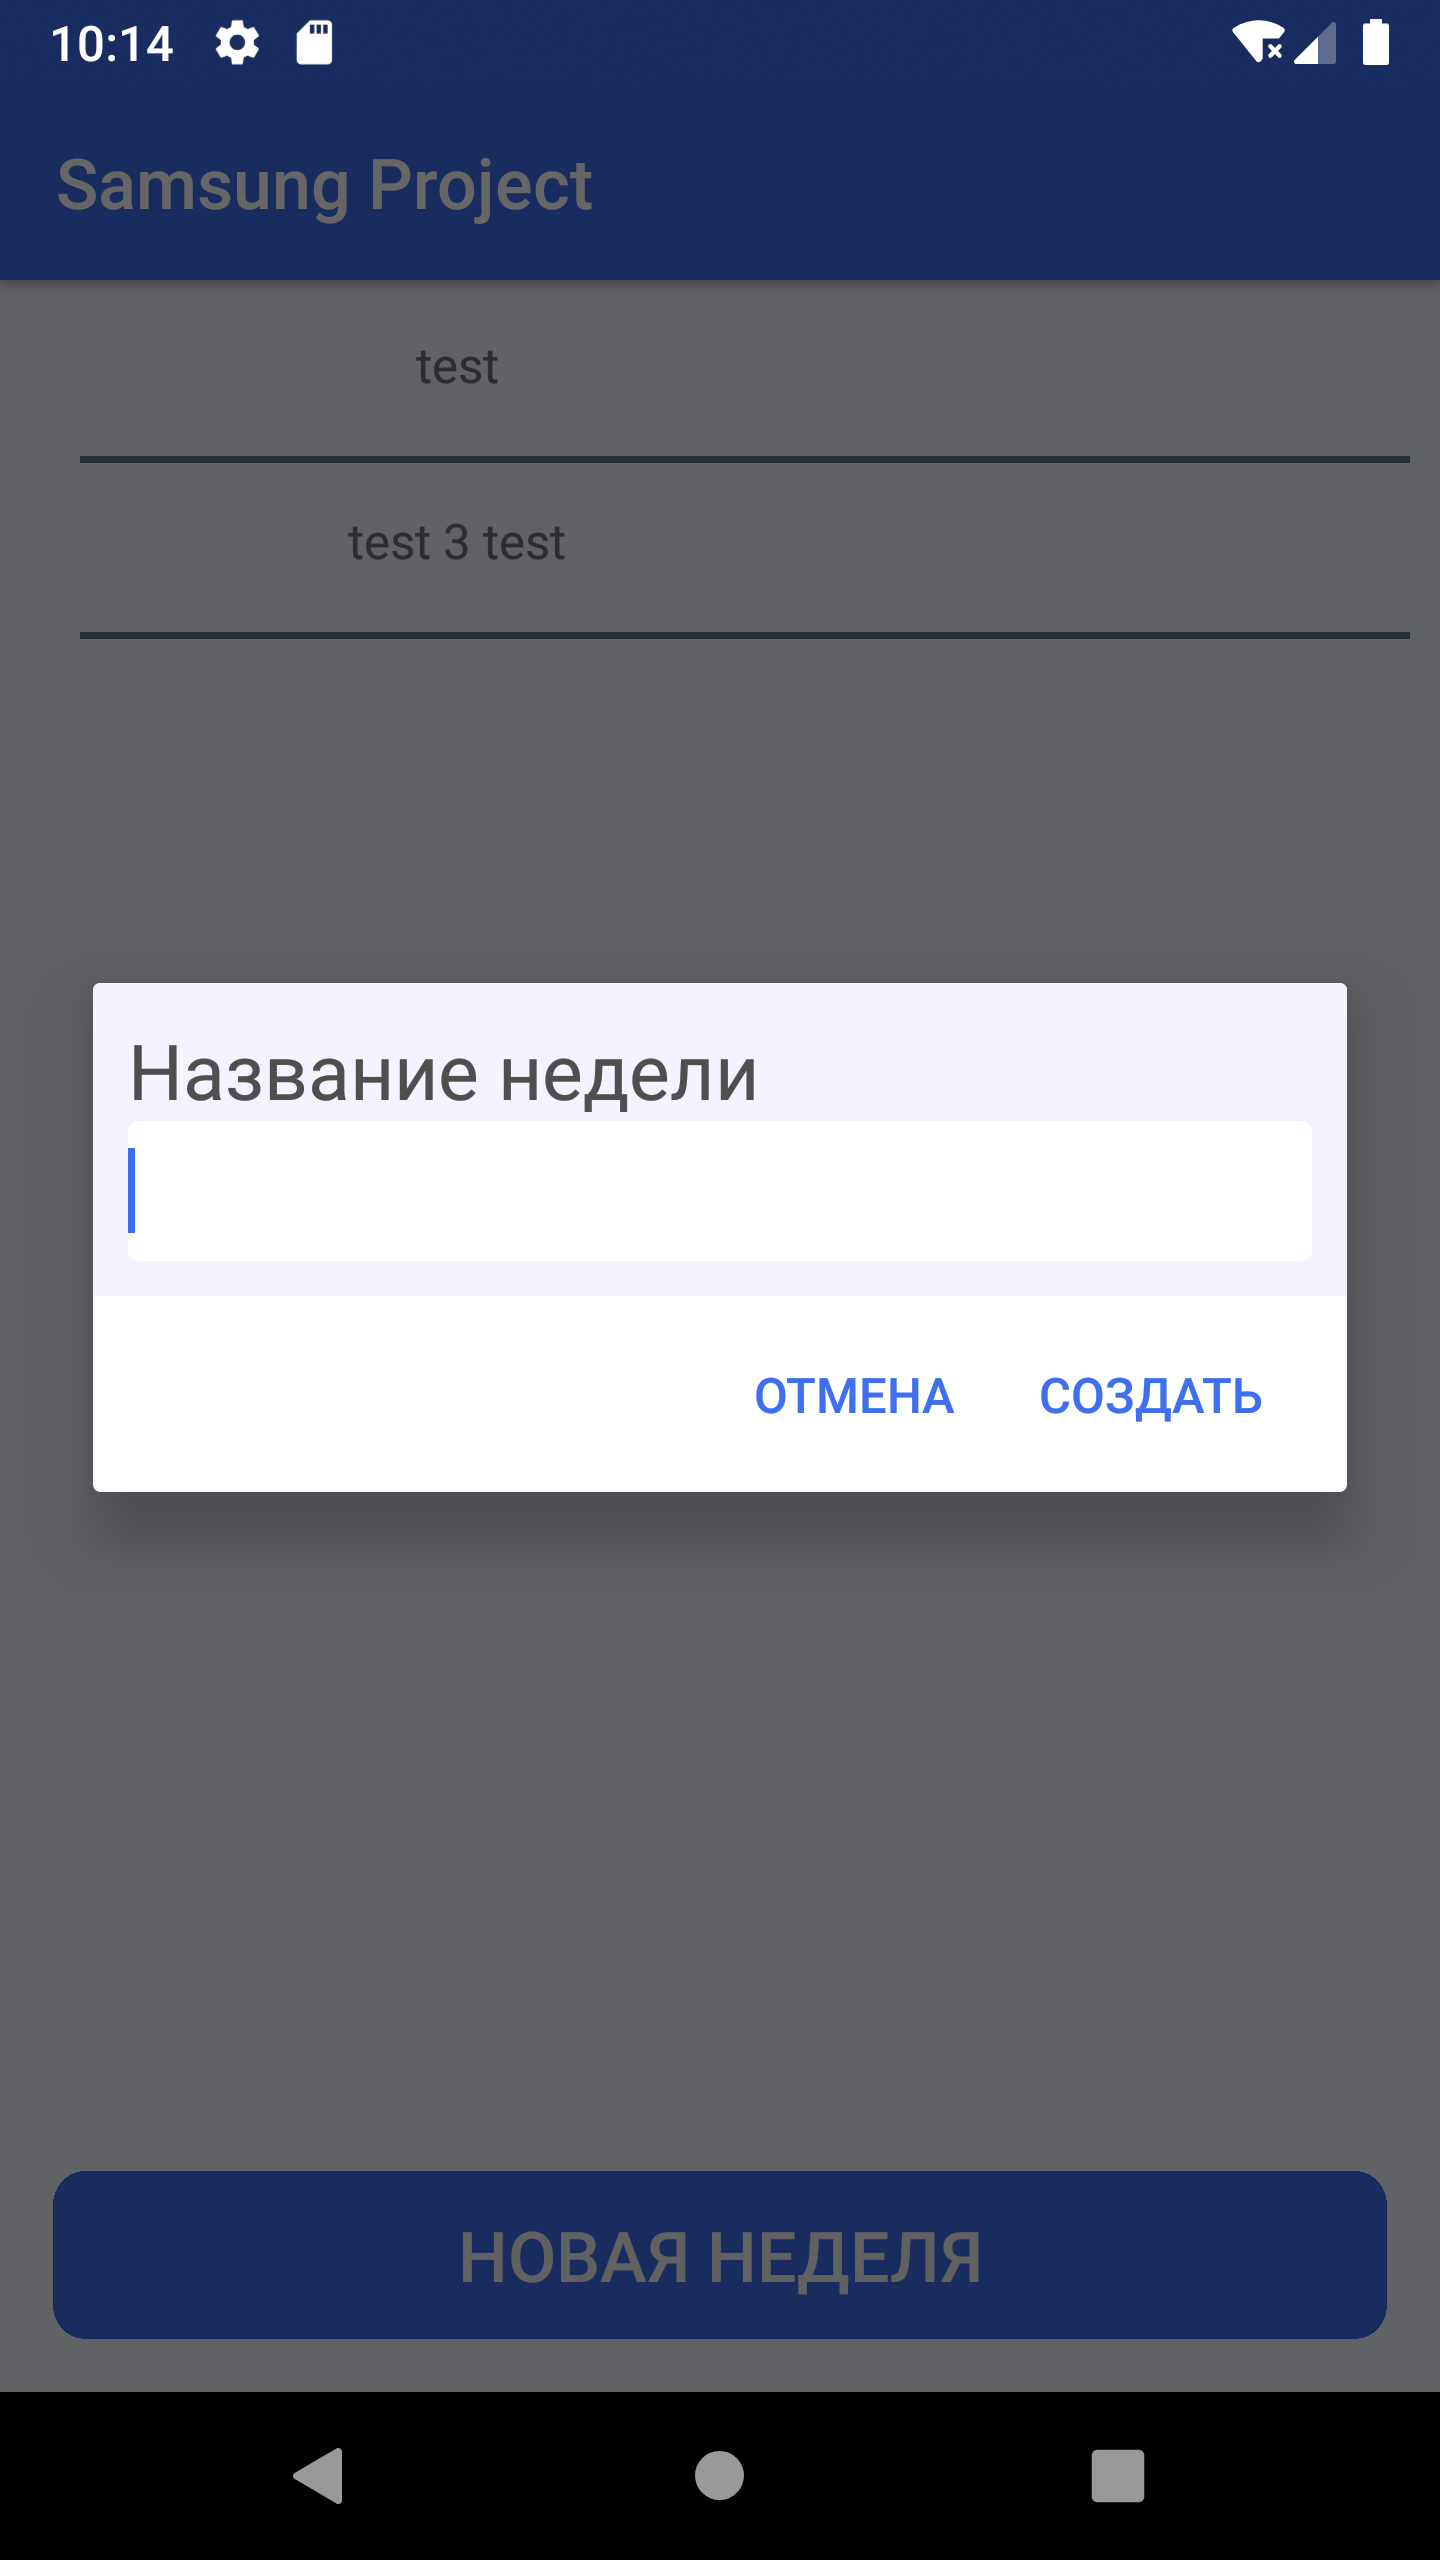 10:14
Samsung Project
test
test 3 test
Название недели
ОТМЕНА СОЗДАТЬ
НОВАЯ НЕДЕЛЯ